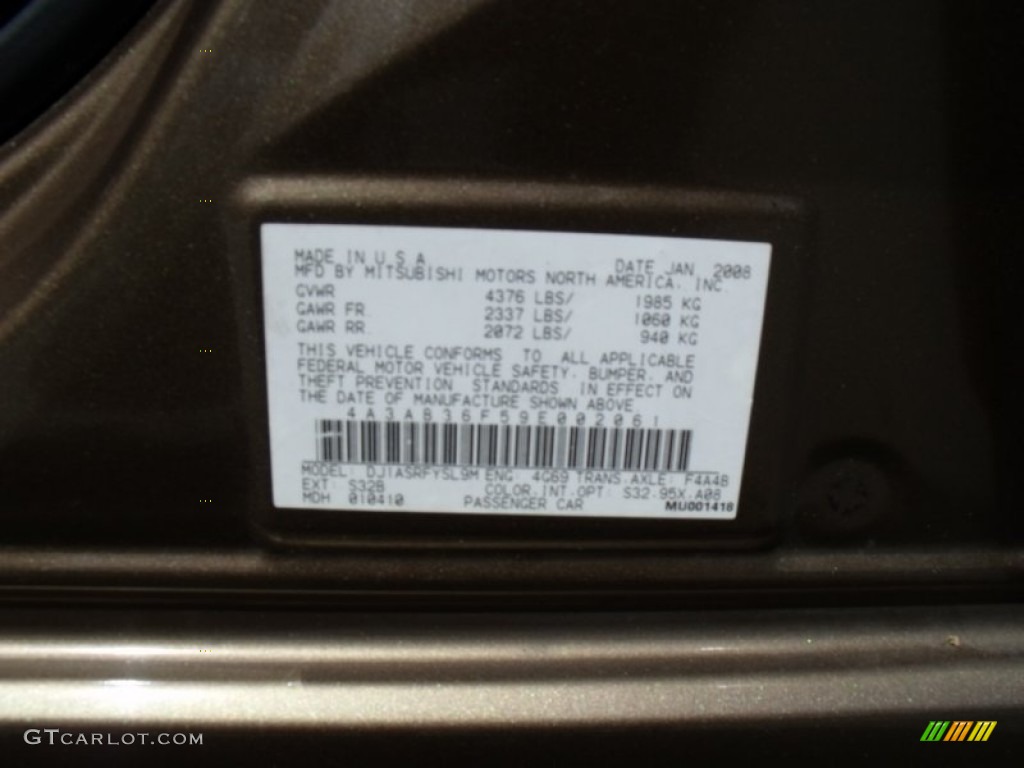 MADE IN U S A DATE JAN 2008
MFD BY MITSUBISHI MOTORS NORTH AMERICA. INC
GVWR 4376 LBS/ 1985 KG
GAWR FR. 2337 LBS/ 1060 KG
GAWR RR. 2072 LBS/ 940 KG
THIS VEHICLE CONFORMS TO ALL APPLICABLE
FEDERAL MOTOR VEHICLE SAFETY. BUMPER. AND
THEFT PREVENTION STANDARDS IN EFFECT ON
THE DATE OF MANUFACTURE SHOWN ABOVE
4A3AB36F59E002061
MODEL: DJ1ASRFYSL9M ENG 4G69 TRANS.AXLE: F4A4B
EXT S32B COLOR.INT.OPT: S32.95X.A08
MDH 010410 PASSENGER CAR MU001418
GTCARLOT.COM